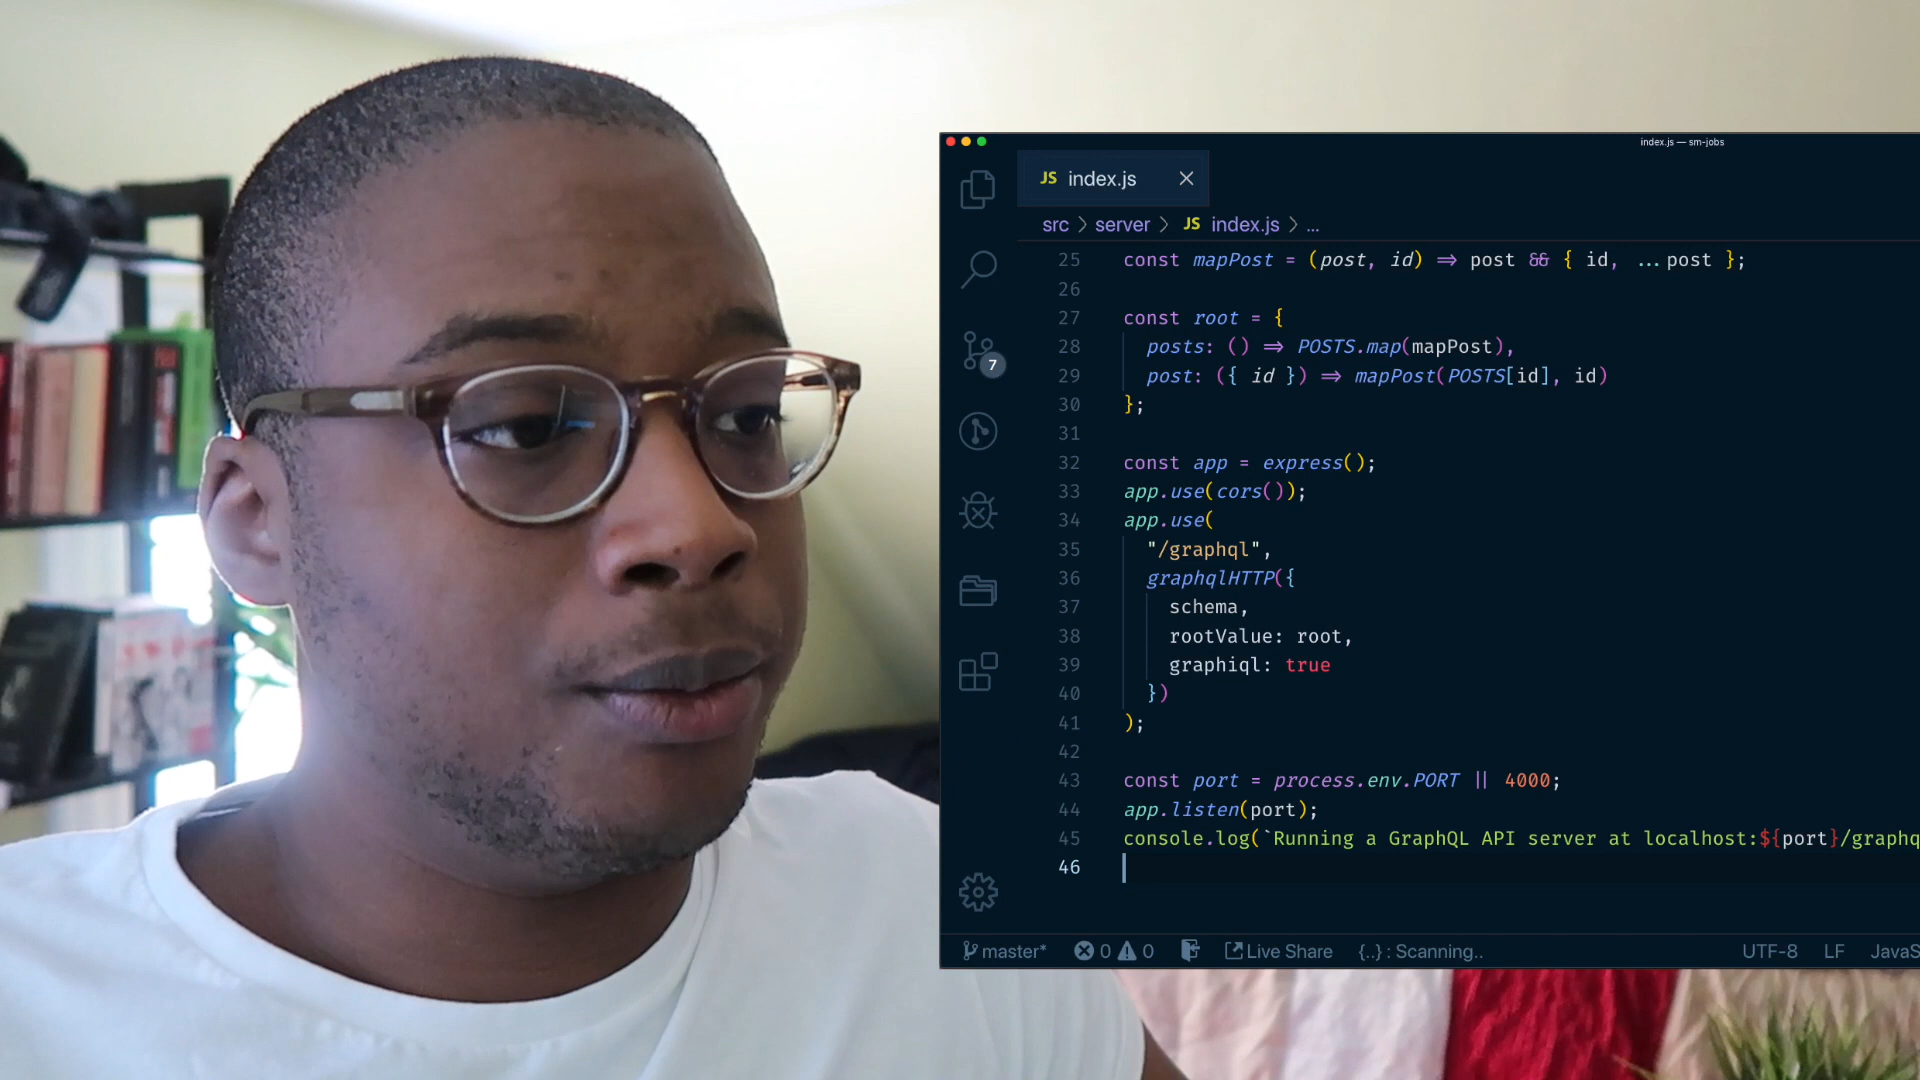 index.js — sm-jobs
JS index.js
src > server > JS index.js > ...
25 const mapPost = (post, id) => post && { id, ...post };
26
27 const root = {
28 posts: () => POSTS.map(mapPost),
29 post: ({ id }) => mapPost(POSTS[id], id)
30 };
31
32 const app = express();
33 app.use(cors());
34 app.use(
35 "/graphql",
36 graphqlHTTP({
37 schema,
38 rootValue: root,
39 graphiql: true
40 })
41 );
42
43 const port = process.env.PORT || 4000;
44 app.listen(port);
45 console.log(`Running a GraphQL API server at localhost:${port}/graphq
46
7
master* 0 0 Live Share {..} : Scanning.. UTF-8 LF JavaS